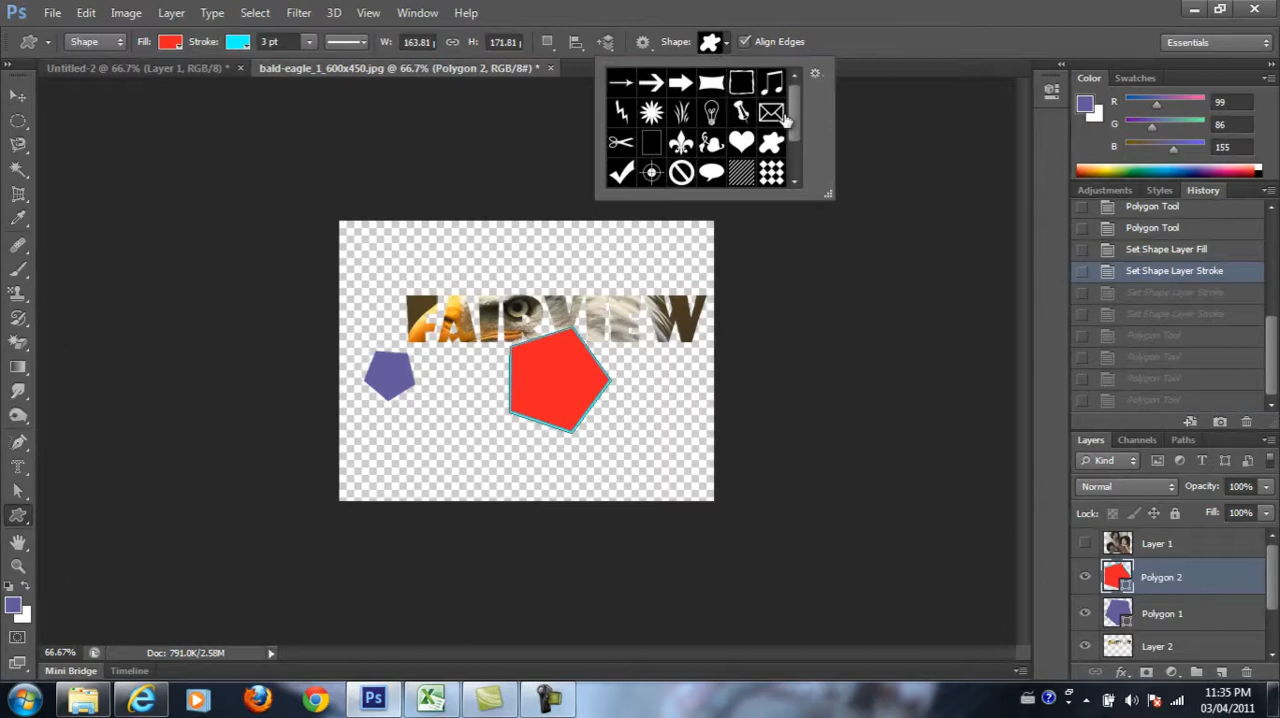 Ps File Edit Image Layer Type Select Filter 3D View Window Help
Shape Fill: Stroke: 3 pt W: 163.81 H: 171.81 Shape: Align Edges Essentials
Untitled-2 @ 66.7% (Layer 1, RGB/8) * × bald-eagle_1_600x450.jpg @ 66.7% (Polygon 2, RGB/8#) * ×
Color Swatches
R 99
G 86
B 155
Adjustments Styles History
Polygon Tool
Polygon Tool
Set Shape Layer Fill
Set Shape Layer Stroke
Set Shape Layer Stroke
Set Shape Layer Stroke
Polygon Tool
Polygon Tool
Polygon Tool
Polygon Tool
FAIRVIEW
Layers Channels Paths
Kind
Normal Opacity: 100%
Lock: Fill: 100%
Layer 1
Polygon 2
Polygon 1
Layer 2
66.67% Doc: 791.0K/2.58M
Mini Bridge Timeline
Ps
11:35 PM
03/04/2011